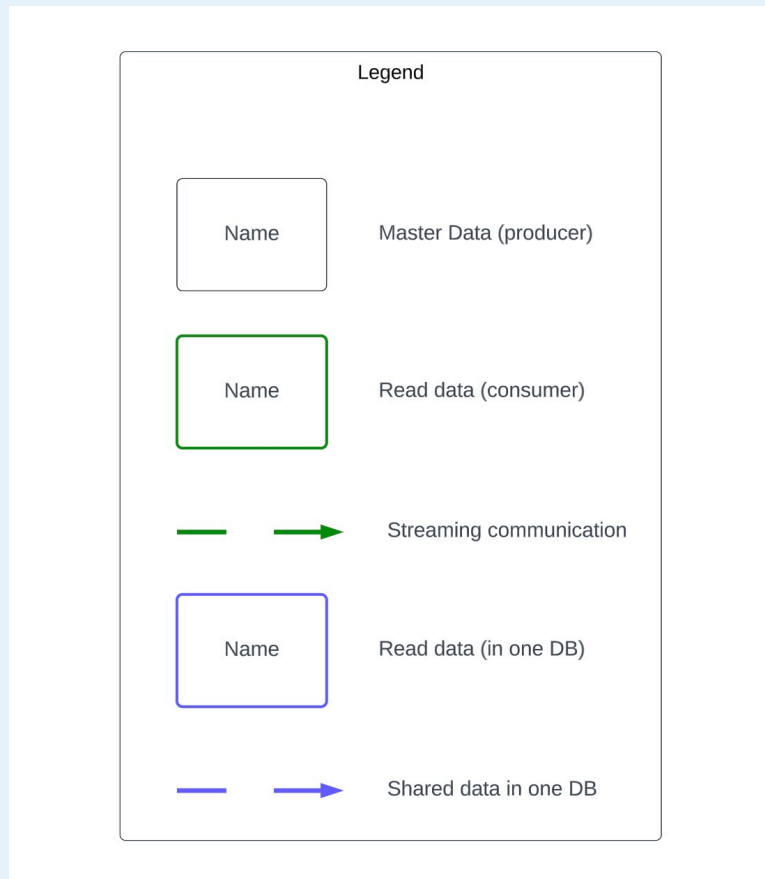 Legend
Name
Master Data (producer)
Name
Read data (consumer)
Streaming communication
Name
Read data (in one DB)
Shared data in one DB